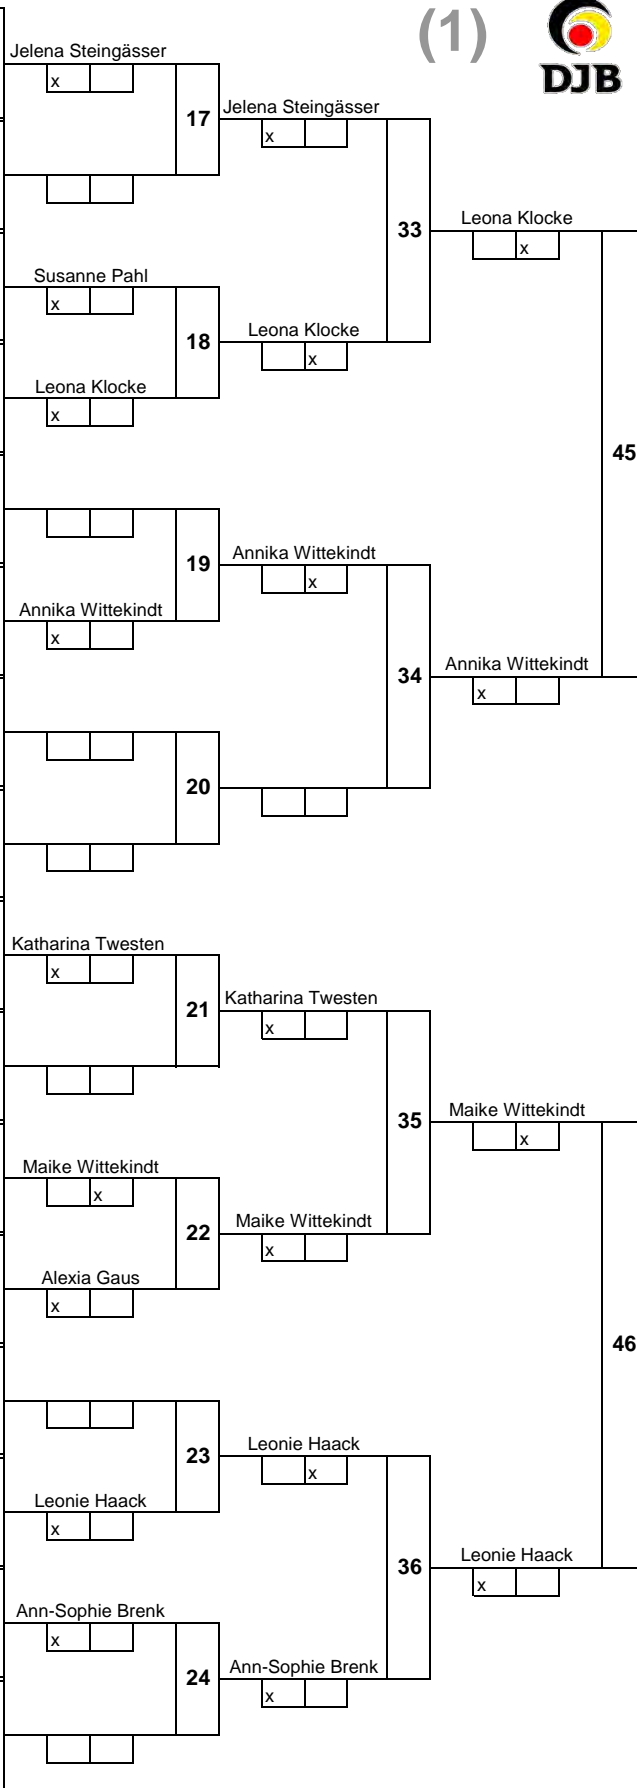 (1)
DJB
Jelena Steingässer
x
17
Jelena Steingässer
x
33
Leona Klocke
x
Susanne Pahl
x
18
Leona Klocke
x
Leona Klocke
x
45
19
Annika Wittekindt
x
Annika Wittekindt
x
34
Annika Wittekindt
x
20
Katharina Twesten
x
21
Katharina Twesten
x
35
Maike Wittekindt
x
Maike Wittekindt
x
22
Maike Wittekindt
x
Alexia Gaus
x
46
23
Leonie Haack
x
Leonie Haack
x
36
Leonie Haack
x
Ann-Sophie Brenk
x
24
Ann-Sophie Brenk
x